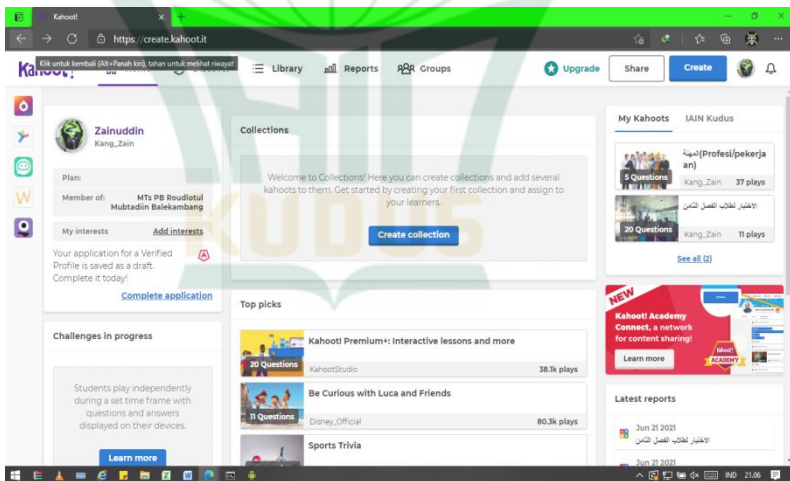 Kahoot!
https://create.kahoot.it
Klik untuk kembali (Alt+Panah kiri), tahan untuk melihat riwayat
Library
Reports
Groups
Upgrade
Share
Create
Zainuddin
Kang_Zain
Plan:
Member of: MTs PB Roudlotul
Mubtadiin Balekambang
My interests Add interests
Your application for a Verified
Profile is saved as a draft.
Complete it today!
Complete application
Challenges in progress
Students play independently
during a set time frame with
questions and answers
displayed on their devices.
Learn more
Collections
Welcome to Collections! Here you can create collections and add several
kahoots to them. Get started by creating your first collection and assign to
your learners.
Create collection
Top picks
Kahoot! Premium+: Interactive lessons and more
20 Questions
KahootStudio 38.1k plays
Be Curious with Luca and Friends
11 Questions
Disney_Official 80.3k plays
Sports Trivia
My Kahoots IAIN Kudus
المهنة(Profesi/pekerja
an)
5 Questions
Kang_Zain 37 plays
الاختبار لطلاب الفصل الثامن
20 Questions
Kang_Zain 11 plays
See all (2)
NEW
Kahoot! Academy
Connect, a network
for content sharing!
Learn more
Kahoot!
ACADEMY
Latest reports
Jun 21 2021
الاختبار لطلاب الفصل الثامن
Jun 21 2021
KUDUS
IND 21.06